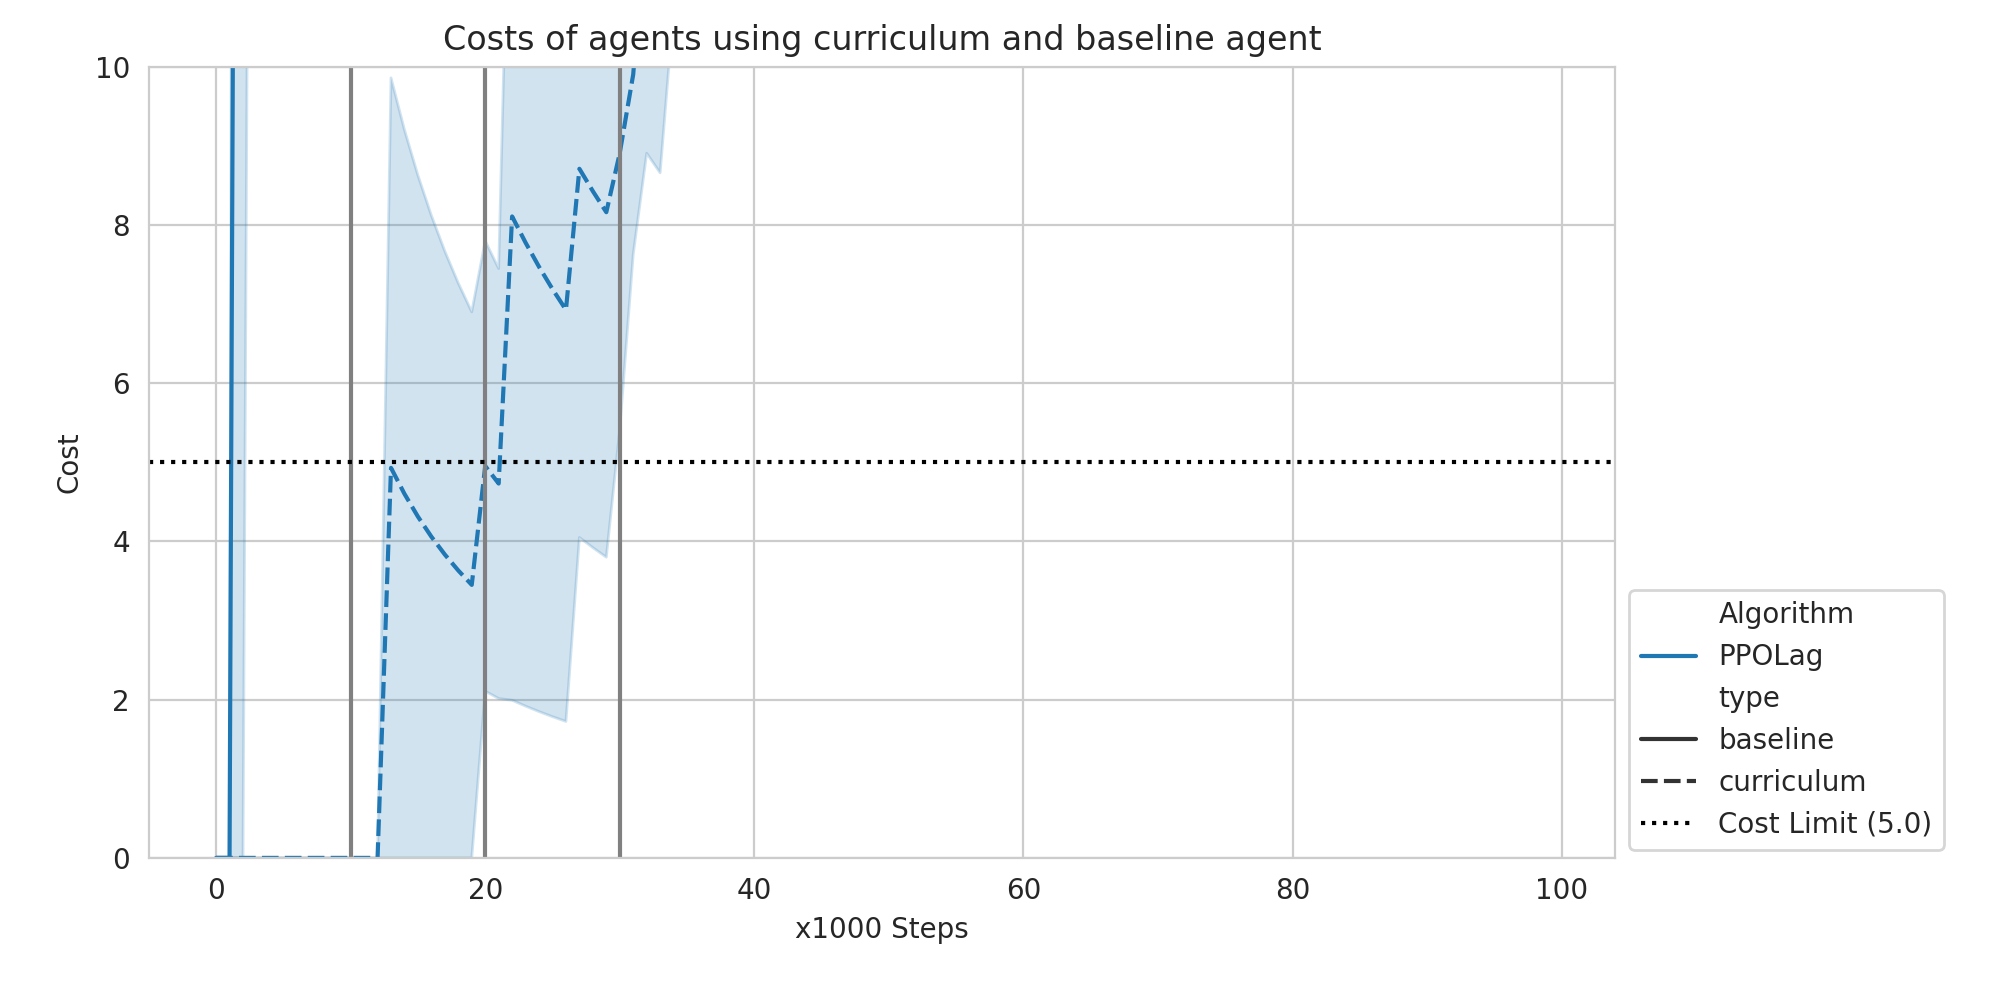 Costs of agents using curriculum and baseline agent
10
8
6
4
2
0
Cost
0 20 40 60 80 100
x1000 Steps
Algorithm
PPOLag
type
baseline
curriculum
Cost Limit (5.0)